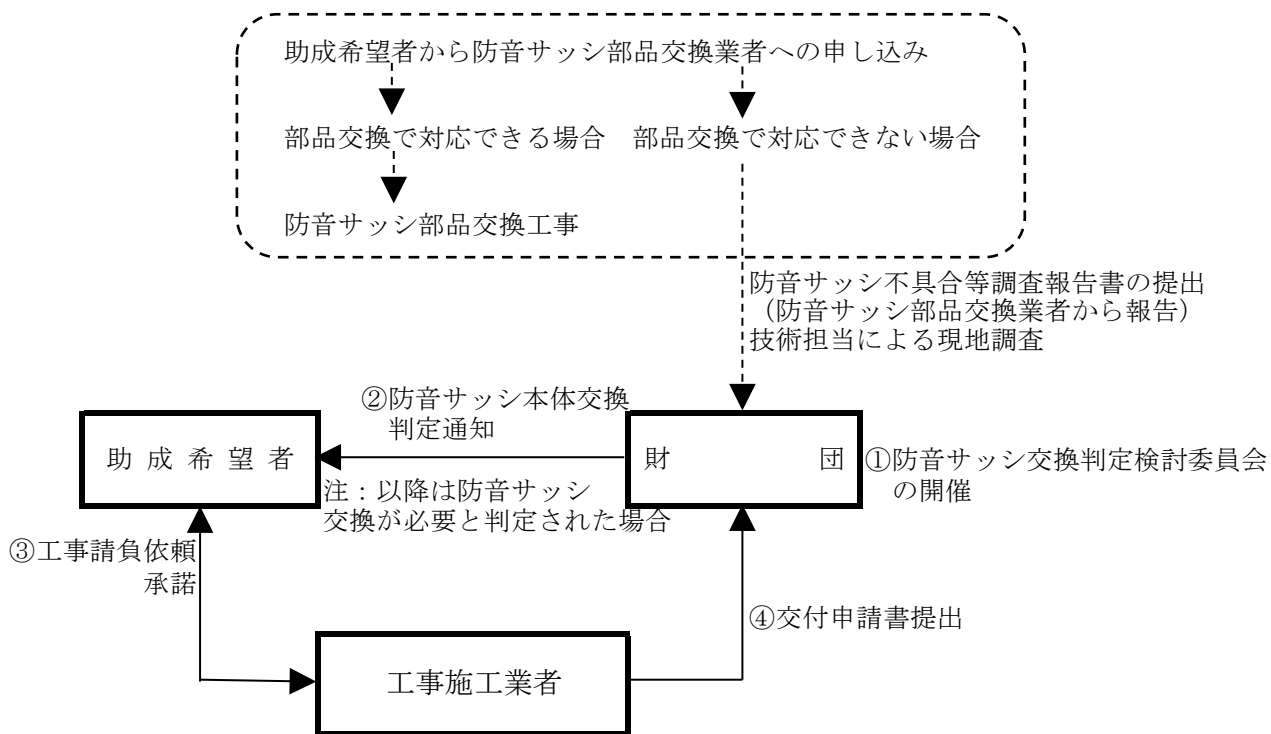 助成希望者から防音サッシ部品交換業者への申し込み
部品交換で対応できる場合
部品交換で対応できない場合
防音サッシ部品交換工事
防音サッシ不具合等調査報告書の提出
（防音サッシ部品交換業者から報告）
技術担当による現地調査
②防音サッシ本体交換
判定通知
助成希望者
財団
①防音サッシ交換判定検討委員会
の開催
注：以降は防音サッシ
交換が必要と判定された場合
③工事請負依頼
承諾
④交付申請書提出
工事施工業者